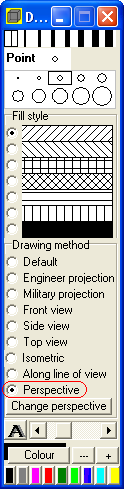 D...
Point
Fill style
Drawing method
Default
Engineer projection
Military projection
Front view
Side view
Top view
Isometric
Along line of view
Perspective
Change perspective
A
Colour --- +